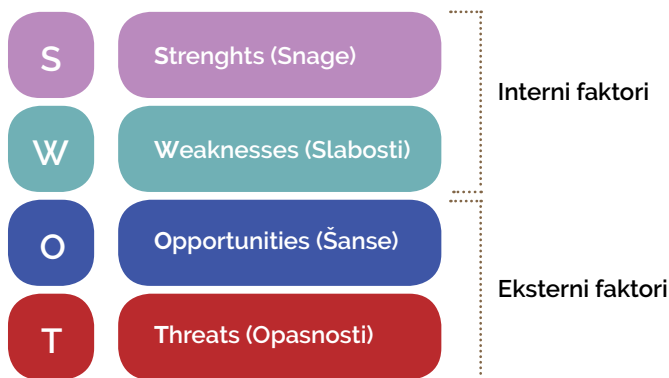 S
Strenghts (Snage)
Interni faktori
W
Weaknesses (Slabosti)
O
Opportunities (Šanse)
Eksterni faktori
T
Threats (Opasnosti)